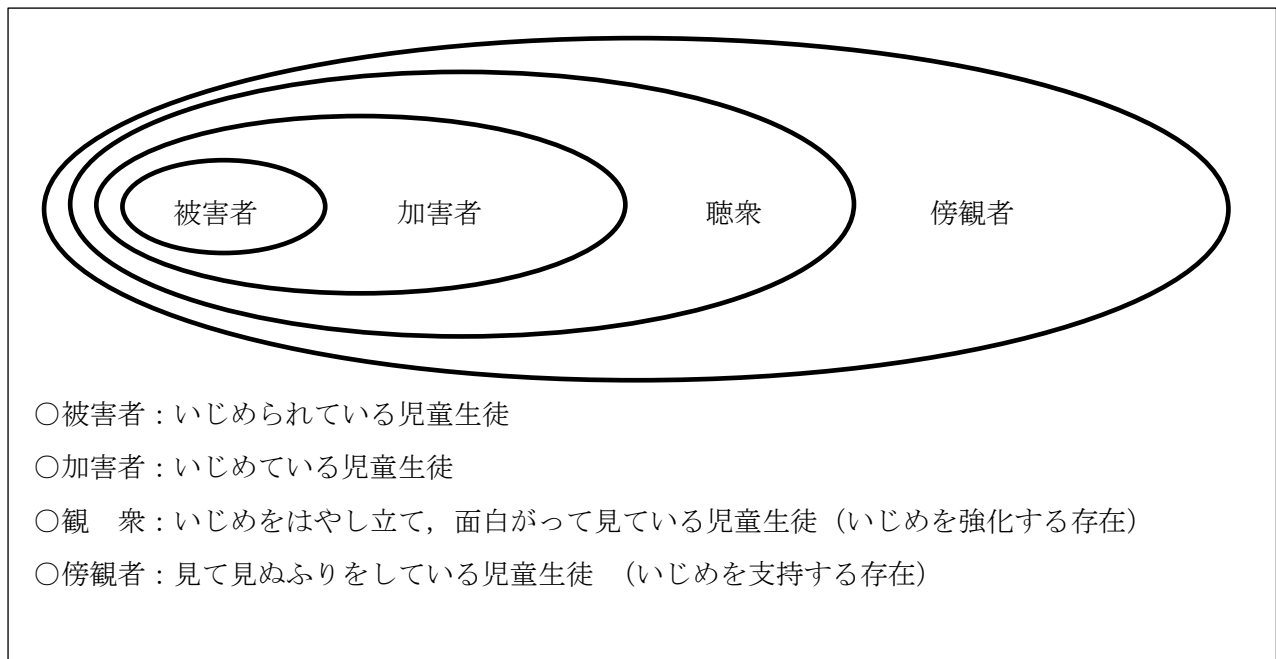 被害者 加害者 聴衆 傍観者
○被害者：いじめられている児童生徒
○加害者：いじめている児童生徒
○観　衆：いじめをはやし立て，面白がって見ている児童生徒（いじめを強化する存在）
○傍観者：見て見ぬふりをしている児童生徒　（いじめを支持する存在）